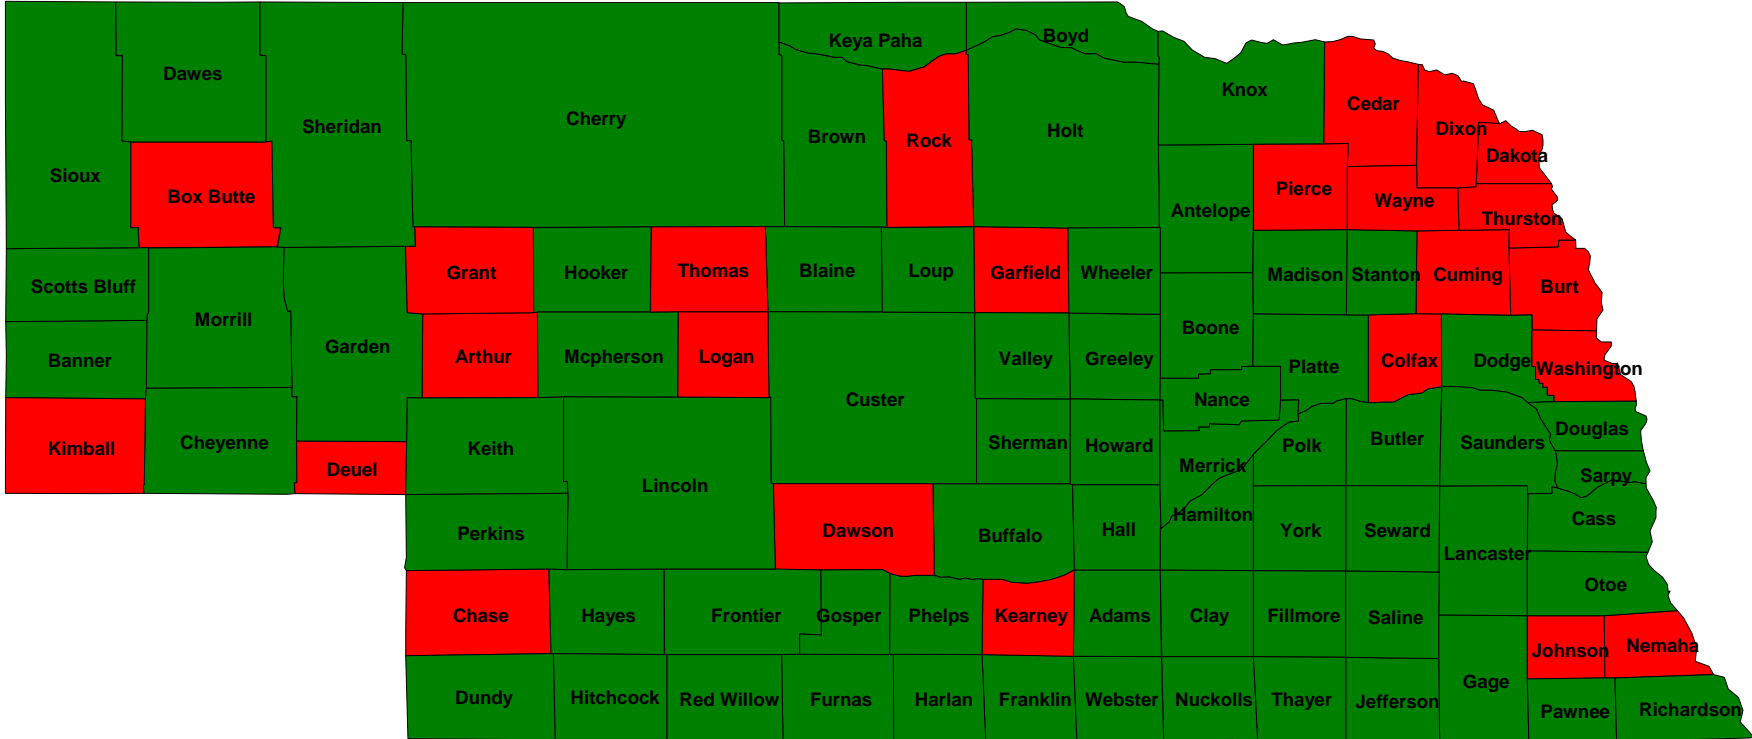 Keya Paha
Boyd
Dawes
Knox
Cedar
Cherry
Sheridan
Brown
Rock
Holt
Dixon
Dakota
Sioux
Box Butte
Pierce
Wayne
Antelope
Thurston
Grant
Hooker
Thomas
Blaine
Loup
Garfield
Wheeler
Madison
Stanton
Cuming
Scotts Bluff
Burt
Morrill
Boone
Garden
Banner
Arthur
Mcpherson
Logan
Valley
Greeley
Platte
Colfax
Dodge
Washington
Custer
Nance
Kimball
Cheyenne
Keith
Sherman
Howard
Polk
Butler
Saunders
Douglas
Deuel
Merrick
Sarpy
Lincoln
Perkins
Dawson
Buffalo
Hall
Hamilton
York
Seward
Cass
Lancaster
Otoe
Chase
Hayes
Frontier
Gosper
Phelps
Kearney
Adams
Clay
Fillmore
Saline
Johnson
Nemaha
Gage
Dundy
Hitchcock
Red Willow
Furnas
Harlan
Franklin
Webster
Nuckolls
Thayer
Jefferson
Pawnee
Richardson